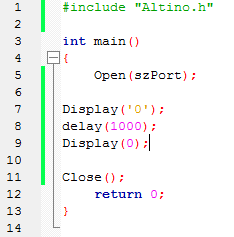 1 #include "Altino.h"
2
3 int main()
4 {
5 Open(szPort);
6
7 Display('0');
8 delay(1000);
9 Display(0);
10
11 Close();
12 return 0;
13 }
14